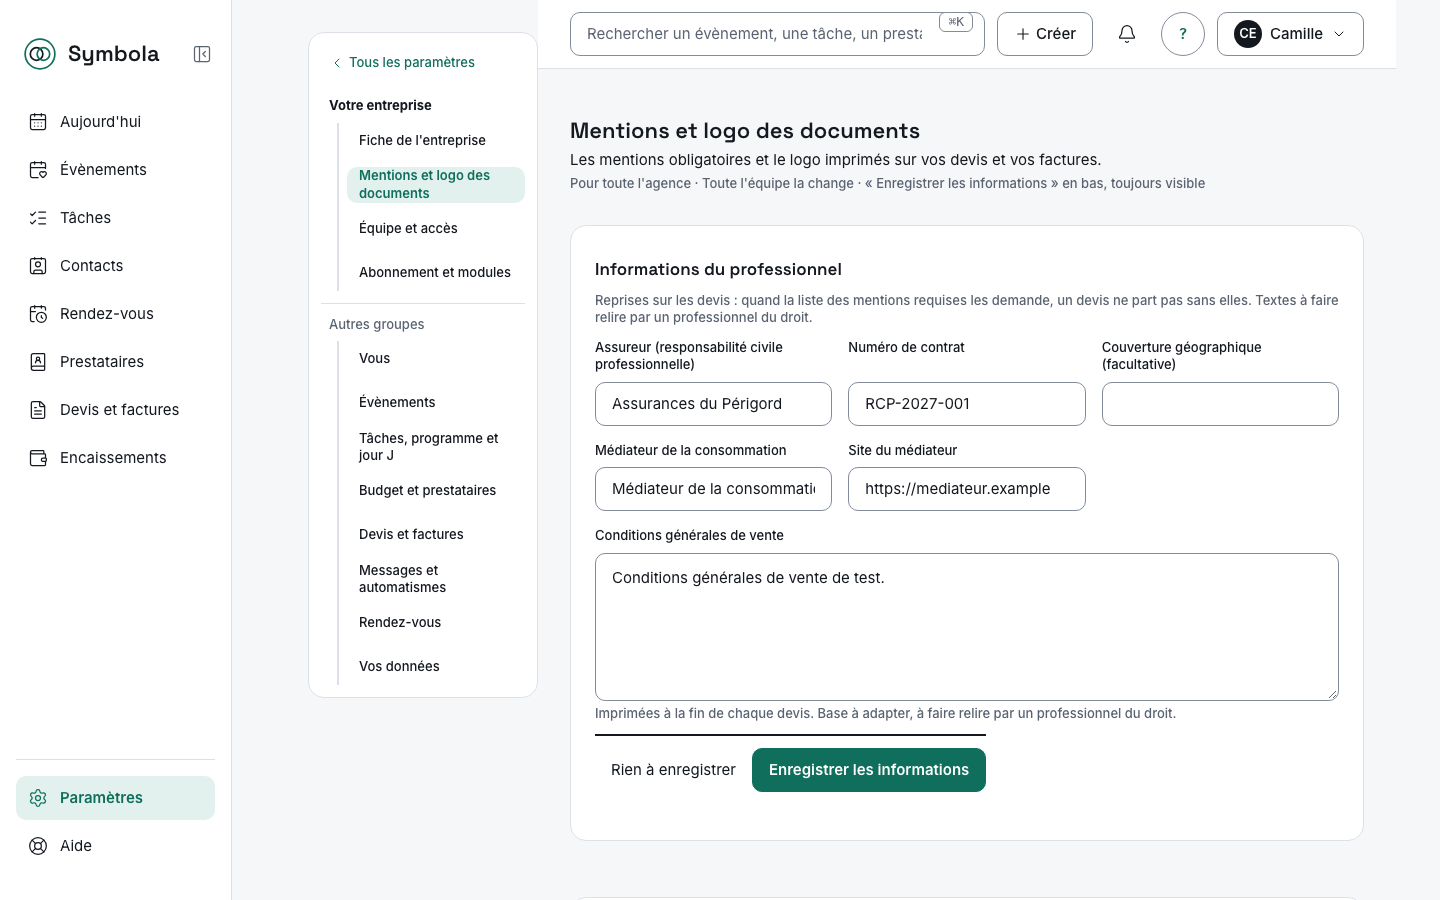 Symbola
Aujourd'hui
Évènements
Tâches
Contacts
Rendez-vous
Prestataires
Devis et factures
Encaissements
Paramètres
Aide
Tous les paramètres
Votre entreprise
Fiche de l'entreprise
Mentions et logo des
documents
Équipe et accès
Abonnement et modules
Autres groupes
Vous
Évènements
Tâches, programme et
jour J
Budget et prestataires
Devis et factures
Messages et
automatismes
Rendez-vous
Vos données
Rechercher un évènement, une tâche, un presta
⌘K
Créer
?
CE
Camille
Mentions et logo des documents
Les mentions obligatoires et le logo imprimés sur vos devis et vos factures.
Pour toute l'agence · Toute l'équipe la change · « Enregistrer les informations » en bas, toujours visible
Informations du professionnel
Reprises sur les devis : quand la liste des mentions requises les demande, un devis ne part pas sans elles. Textes à faire
relire par un professionnel du droit.
Assureur (responsabilité civile
professionnelle)
Numéro de contrat
Couverture géographique
(facultative)
Assurances du Périgord
RCP-2027-001
Médiateur de la consommation
Site du médiateur
Médiateur de la consommatio
https://mediateur.example
Conditions générales de vente
Conditions générales de vente de test.
Imprimées à la fin de chaque devis. Base à adapter, à faire relire par un professionnel du droit.
Rien à enregistrer
Enregistrer les informations